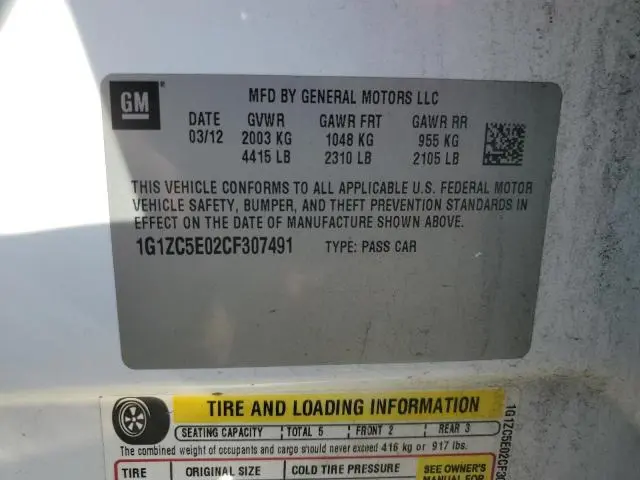 GM
MFD BY GENERAL MOTORS LLC
DATE GVWR GAWR FRT GAWR RR
03/12 2003 KG 1048 KG 955 KG
4415 LB 2310 LB 2105 LB
THIS VEHICLE CONFORMS TO ALL APPLICABLE U.S. FEDERAL MOTOR
VEHICLE SAFETY, BUMPER, AND THEFT PREVENTION STANDARDS IN
EFFECT ON THE DATE OF MANUFACTURE SHOWN ABOVE.
1G1ZC5E02CF307491 TYPE: PASS CAR
TIRE AND LOADING INFORMATION
SEATING CAPACITY TOTAL 5 FRONT 2 REAR 3
The combined weight of occupants and cargo should never exceed 416 kg or 917 lbs.
TIRE ORIGINAL SIZE COLD TIRE PRESSURE SEE OWNER'S
MANUAL FOR
1G1ZC5E02CF30